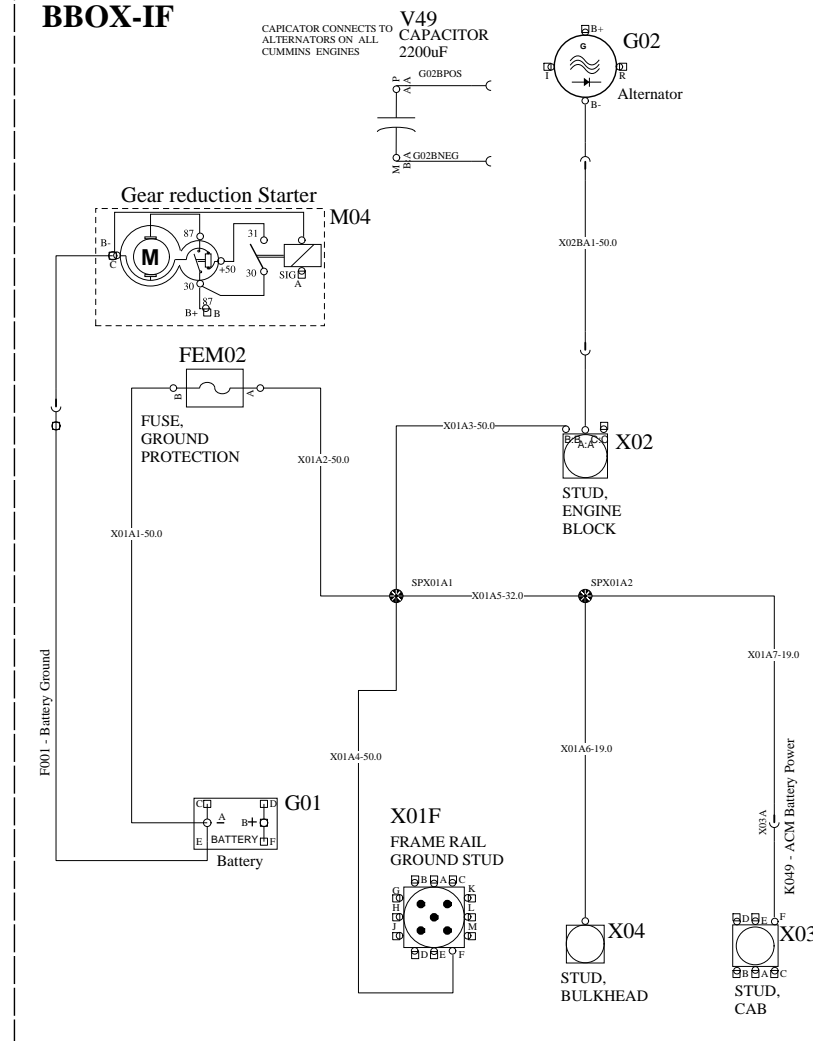 BBOX-IF
CAPICATOR CONNECTS TO
ALTERNATORS ON ALL
CUMMINS ENGINES
V49
CAPACITOR
2200uF
P
A:A
G02BPOS
M
B:A
G02BNEG
B+
G
I
R
B-
G02
Alternator
X02BA1-50.0
Gear reduction Starter
M04
B-
C
M
87
+50
30
31
30
SIG
A
87
B+
B
FEM02
B
A
FUSE,
GROUND
PROTECTION
X01A2-50.0
X01A1-50.0
X01A3-50.0
B:B
C:C
A:A
X02
STUD,
ENGINE
BLOCK
SPX01A1
X01A5-32.0
SPX01A2
X01A7-19.0
F001 - Battery Ground
X01A4-50.0
X01A6-19.0
X03A
K049 - ACM Battery Power
G01
C
D
A
-
B
+
E
BATTERY
F
Battery
X01F
FRAME RAIL
GROUND STUD
B
A
C
G
K
H
L
J
M
D
E
F
X04
STUD,
BULKHEAD
D
E
F
X03
B
A
C
STUD,
CAB